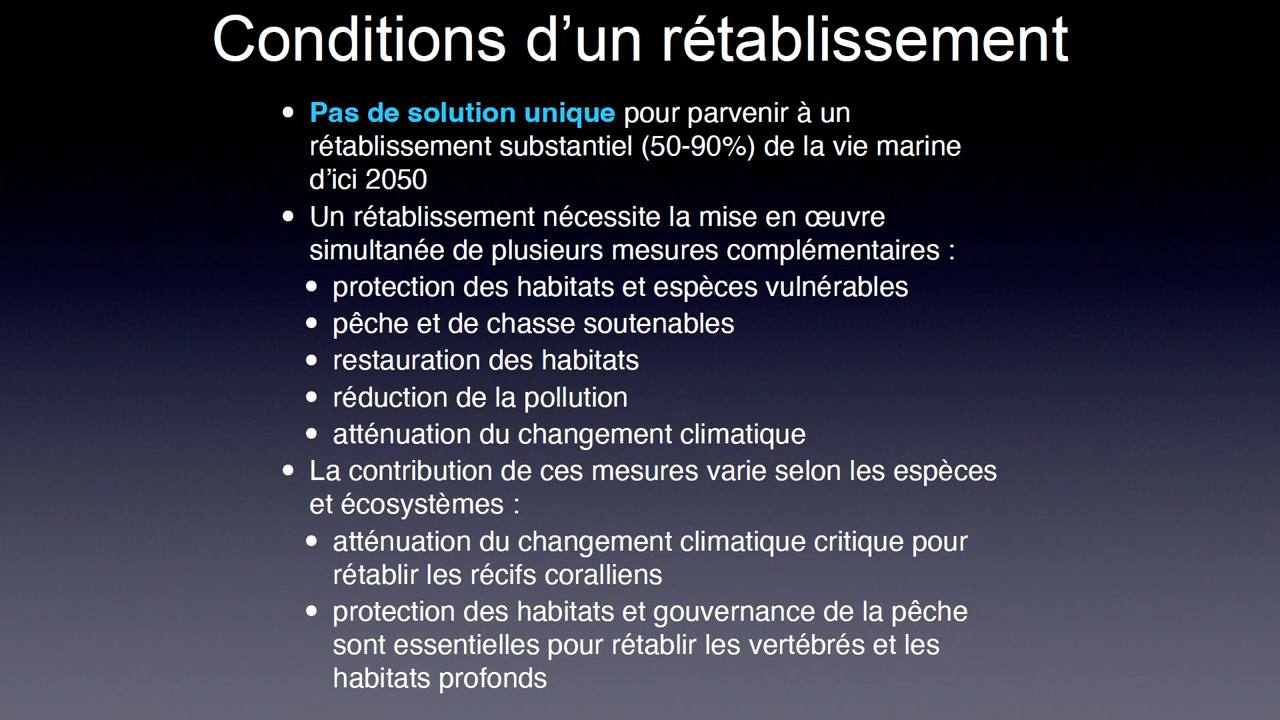 Conditions d’un rétablissement
• Pas de solution unique pour parvenir à un
rétablissement substantiel (50-90%) de la vie marine
d’ici 2050
• Un rétablissement nécessite la mise en œuvre
simultanée de plusieurs mesures complémentaires :
• protection des habitats et espèces vulnérables
• pêche et de chasse soutenables
• restauration des habitats
• réduction de la pollution
• atténuation du changement climatique
• La contribution de ces mesures varie selon les espèces
et écosystèmes :
• atténuation du changement climatique critique pour
rétablir les récifs coralliens
• protection des habitats et gouvernance de la pêche
sont essentielles pour rétablir les vertébrés et les
habitats profonds